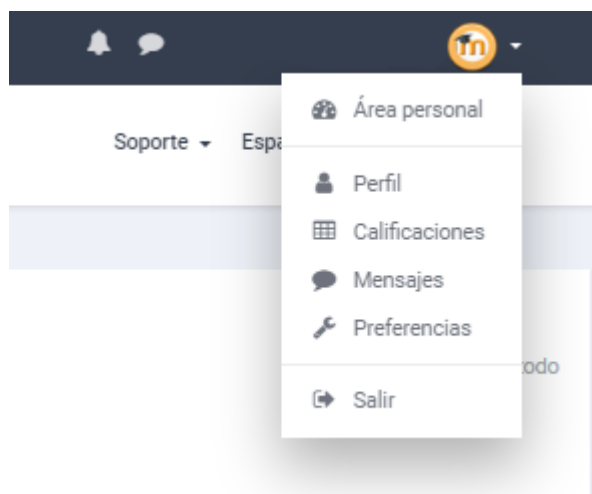 Soporte
Área personal
Perfil
Calificaciones
Mensajes
Preferencias
Salir